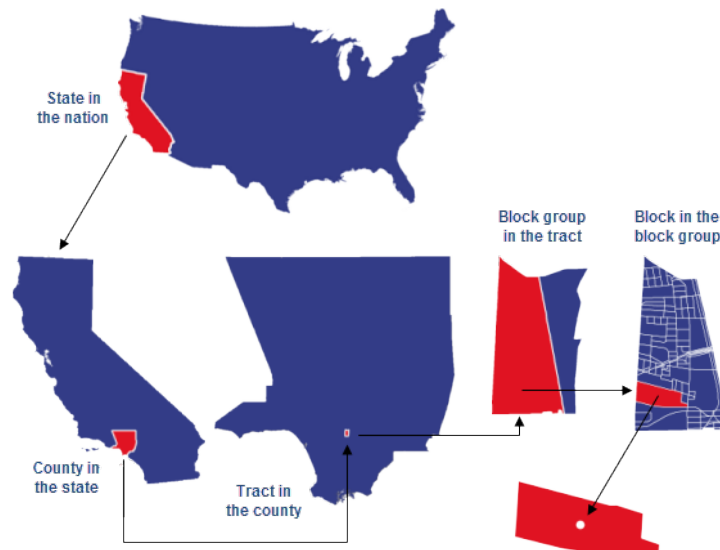 State in
the nation
Block group
in the tract
Block in the
block group
County in
the state
Tract in
the county